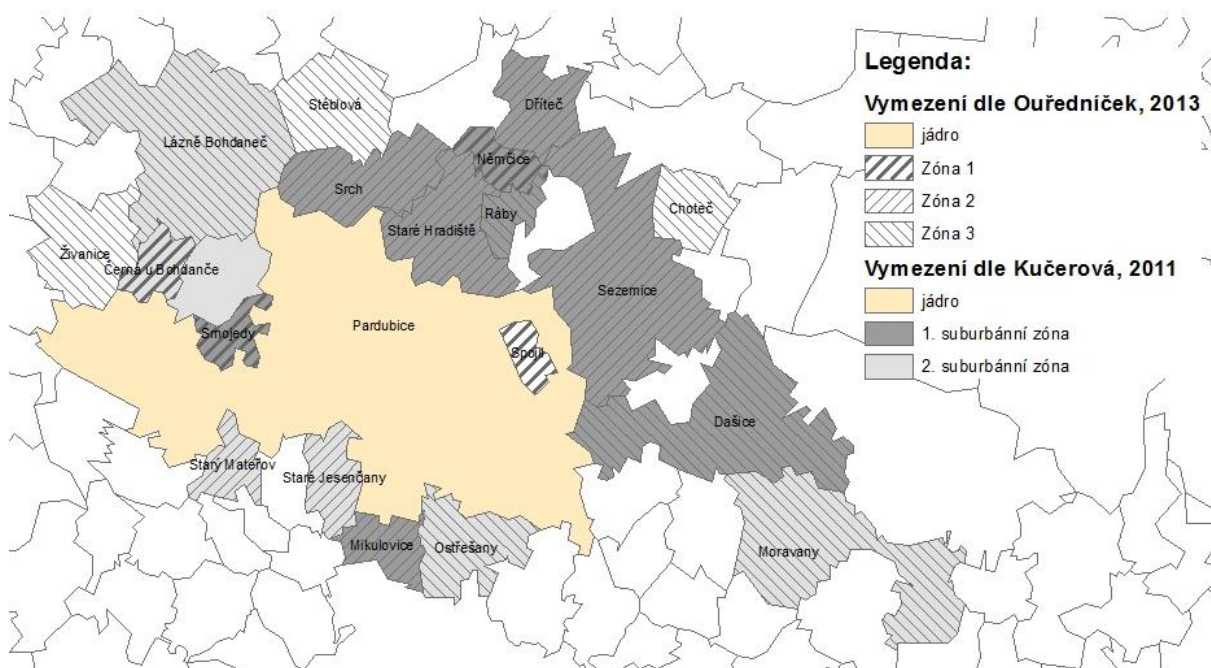 Legenda:
Vymezení dle Ouředníček, 2013
jádro
Zóna 1
Zóna 2
Zóna 3
Vymezení dle Kučerová, 2011
jádro
1. suburbánní zóna
2. suburbánní zóna
Stéblová
Dříteč
Lázně Bohdaneč
Němčice
Srch
Ráby
Choteč
Staré Hradiště
Živanice
Černá u Bohdanče
Sezemice
Pardubice
Srnojedy
Spojil
Dašice
Starý Mateřov
Staré Jesenčany
Mikulovice
Ostřešany
Moravany